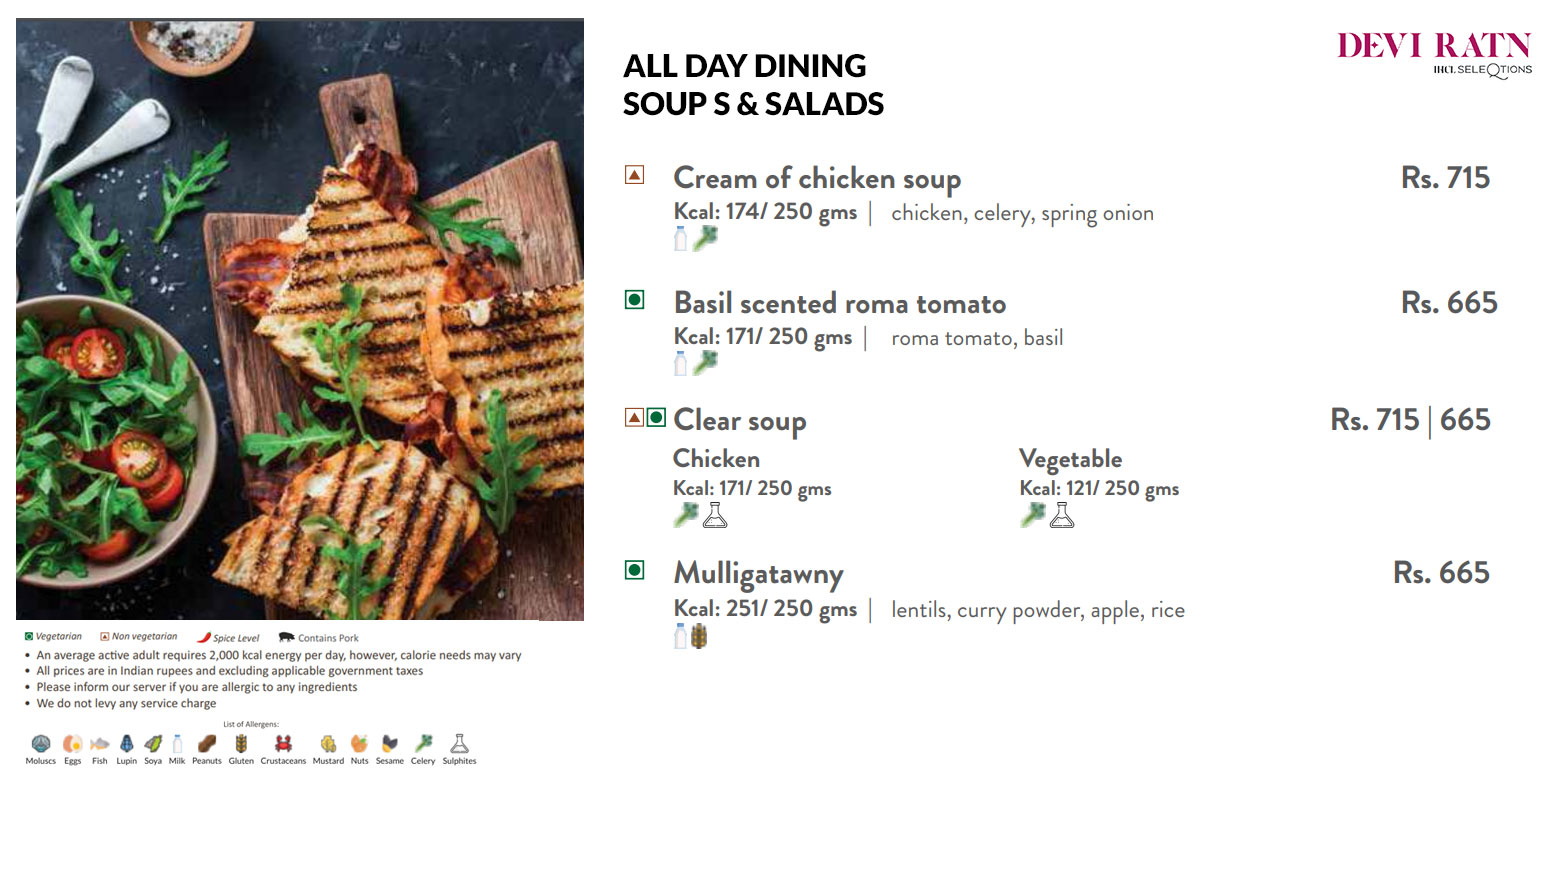 DEVI RATN
IHCL SELEQTIONS
ALL DAY DINING
SOUP S & SALADS
Cream of chicken soup Rs. 715
Kcal: 174/ 250 gms | chicken, celery, spring onion
Basil scented roma tomato Rs. 665
Kcal: 171/ 250 gms | roma tomato, basil
Clear soup Rs. 715 | 665
Chicken Vegetable
Kcal: 171/ 250 gms Kcal: 121/ 250 gms
Mulligatawny Rs. 665
Kcal: 251/ 250 gms | lentils, curry powder, apple, rice
Vegetarian Non vegetarian Spice Level Contains Pork
• An average active adult requires 2,000 kcal energy per day, however, calorie needs may vary
• All prices are in Indian rupees and excluding applicable government taxes
• Please inform our server if you are allergic to any ingredients
• We do not levy any service charge
List of Allergens:
Moluscs Eggs Fish Lupin Soya Milk Peanuts Gluten Crustaceans Mustard Nuts Sesame Celery Sulphites